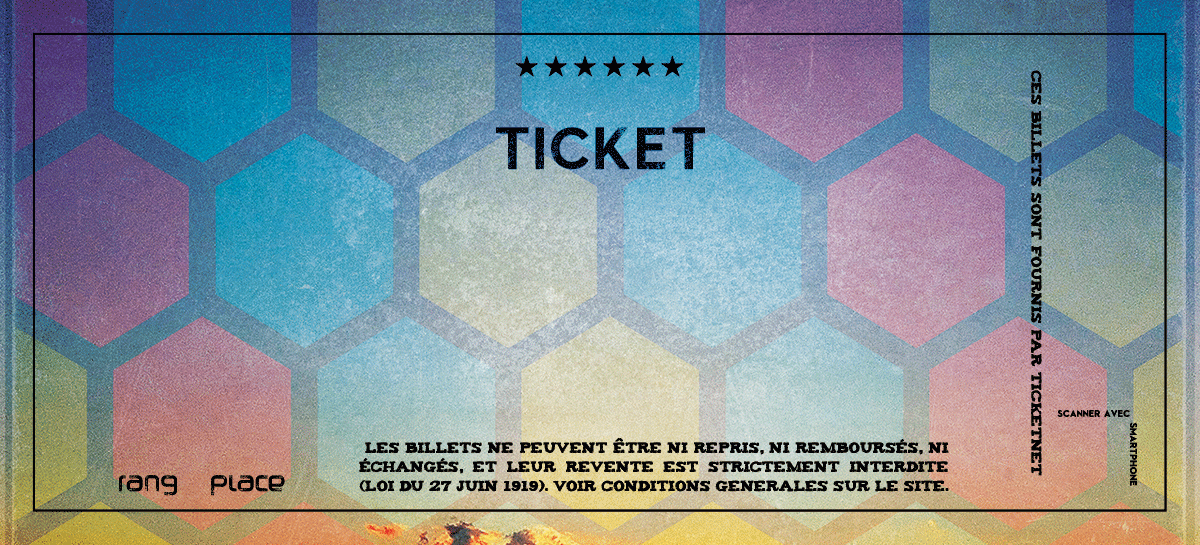 ★★★★★★
TICKET
CES BILLETS SONT FOURNIS PAR TICKETNET
SCANNER AVEC
SMARTPHONE
LES BILLETS NE PEUVENT ÊTRE NI REPRIS, NI REMBOURSÉS, NI
ÉCHANGÉS, ET LEUR REVENTE EST STRICTEMENT INTERDITE
(LOI DU 27 JUIN 1919). VOIR CONDITIONS GENERALES SUR LE SITE.
rang place